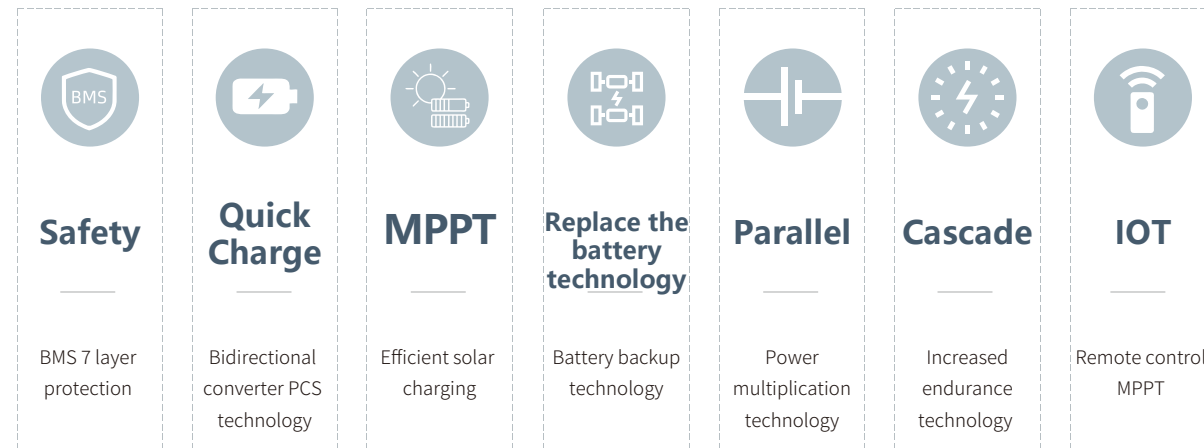 BMS
Safety
BMS 7 layer
protection
Quick
Charge
Bidirectional
converter PCS
technology
MPPT
Efficient solar
charging
Replace the
battery
technology
Battery backup
technology
Parallel
Power
multiplication
technology
Cascade
Increased
endurance
technology
IOT
Remote control
MPPT